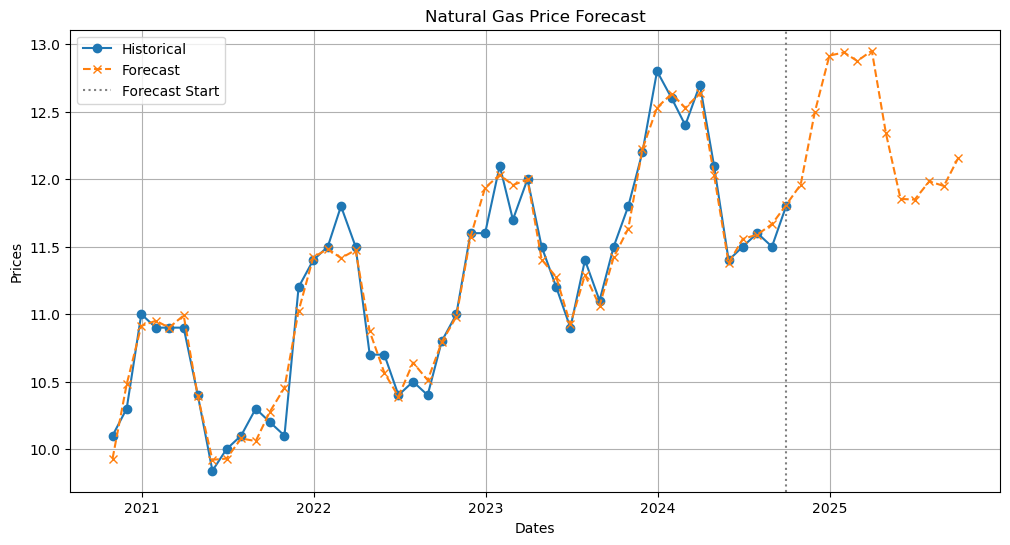 Natural Gas Price Forecast
Historical
Forecast
Forecast Start
Prices
13.0
12.5
12.0
11.5
11.0
10.5
10.0
2021
2022
2023
2024
2025
Dates